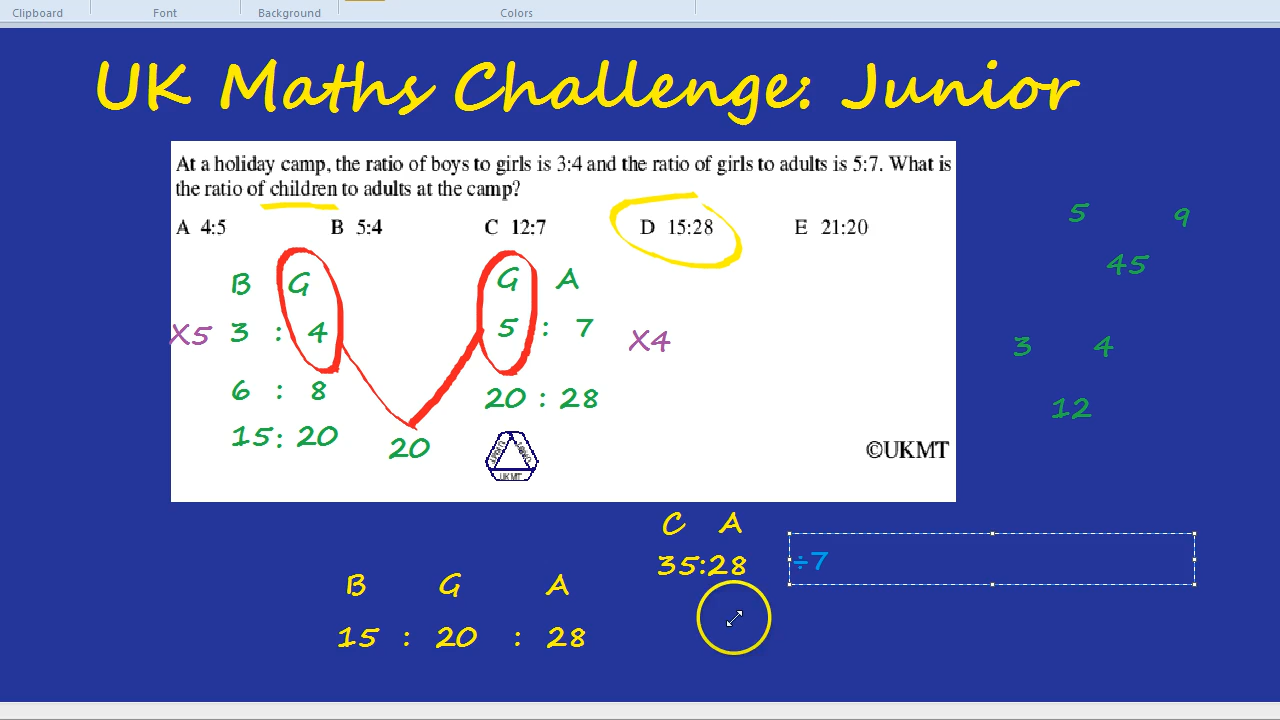 Clipboard Font Background Colors
UK Maths Challenge: Junior
At a holiday camp, the ratio of boys to girls is 3:4 and the ratio of girls to adults is 5:7. What is
the ratio of children to adults at the camp?
A 4:5 B 5:4 C 12:7 D 15:28 E 21:20
5 9
45
B G G A
X5 3 : 4 5 : 7 X4
3 4
6 : 8 20 : 28
12
15: 20 20
UKMT
©UKMT
C A
35:28 ÷7
B G A
15 : 20 : 28